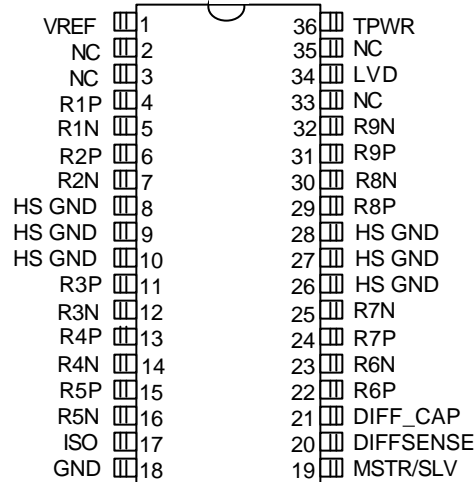 VREF 1 36 TPWR
NC 2 35 NC
NC 3 34 LVD
R1P 4 33 NC
R1N 5 32 R9N
R2P 6 31 R9P
R2N 7 30 R8N
HS GND 8 29 R8P
HS GND 9 28 HS GND
HS GND 10 27 HS GND
R3P 11 26 HS GND
R3N 12 25 R7N
R4P 13 24 R7P
R4N 14 23 R6N
R5P 15 22 R6P
R5N 16 21 DIFF_CAP
ISO 17 20 DIFFSENSE
GND 18 19 MSTR/SLV